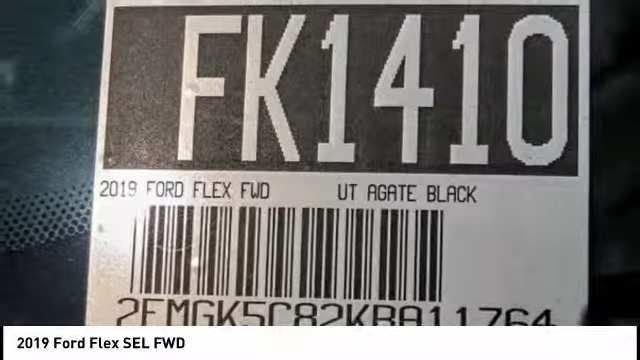 FK1410
2019 FORD FLEX FWD UT AGATE BLACK
2FMGK5C82KBA11764
2019 Ford Flex SEL FWD